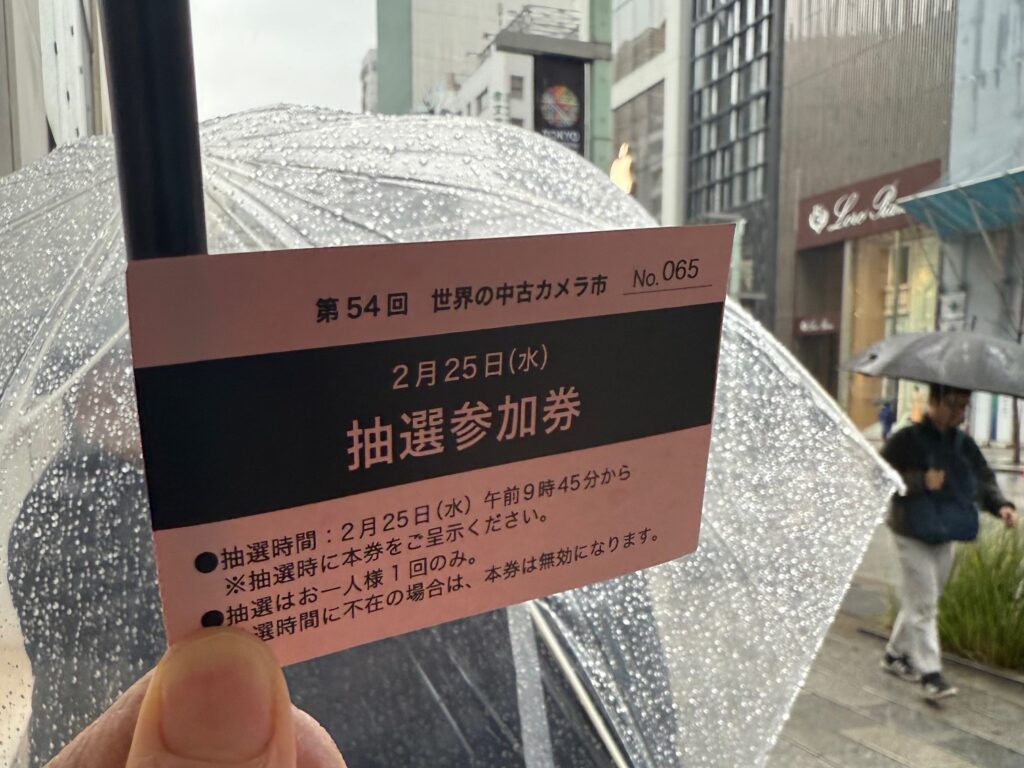 第54回 世界の中古カメラ市 No.065
2月25日(水)
抽選参加券
●抽選時間：2月25日(水) 午前9時45分から
※抽選時に本券をご呈示ください。
●抽選はお一人様1回のみ。
選時間に不在の場合は、本券は無効になります。
TOKYO
Loro